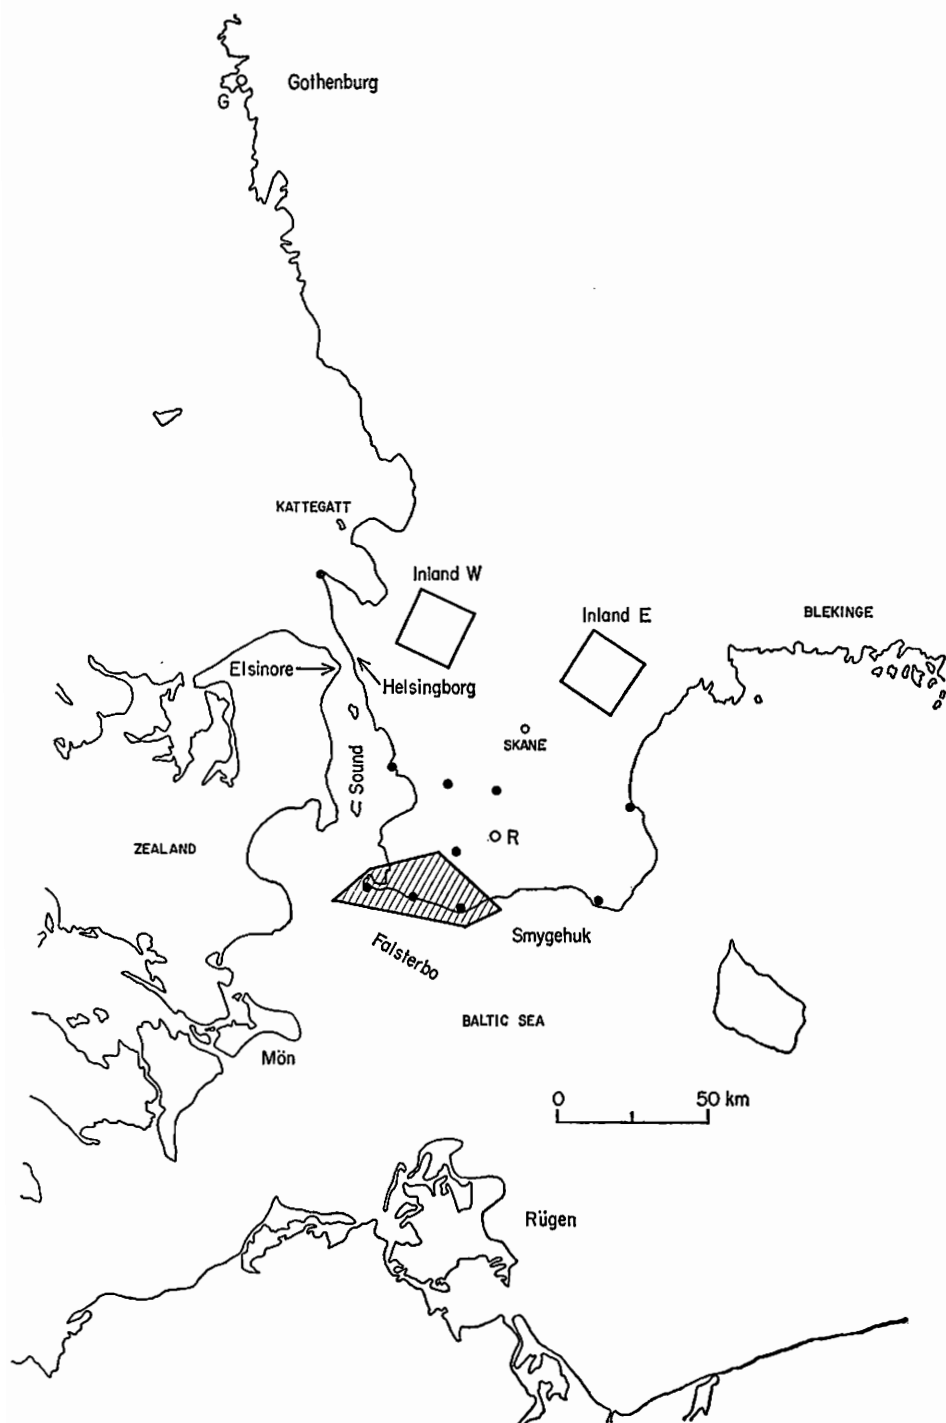 Gothenburg
G
KATTEGATT
Inland W
Inland E
BLEKINGE
Elsinore
Helsingborg
SKANE
Sound
R
ZEALAND
Falsterbo
Smygehuk
BALTIC SEA
Mön
0 50 km
Rügen